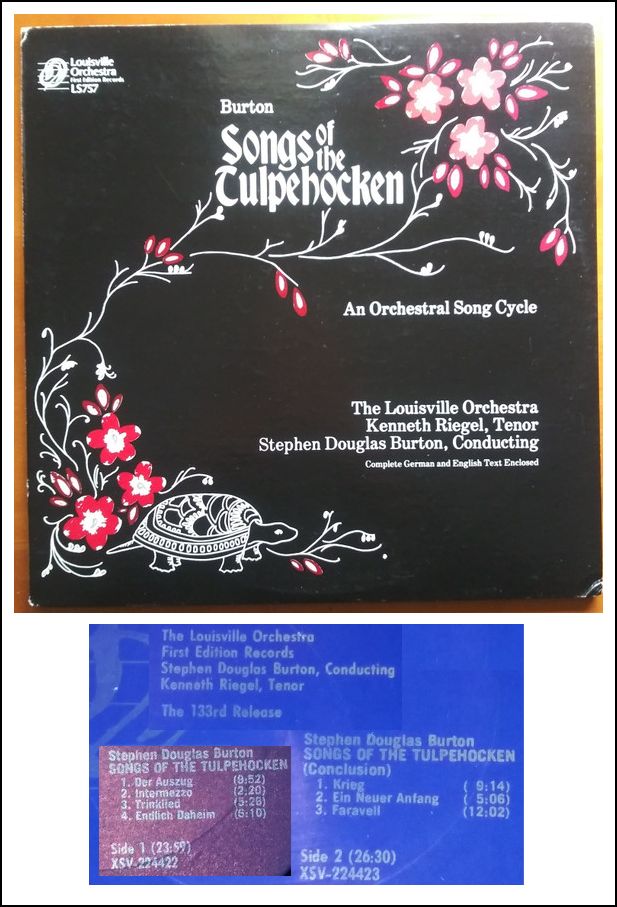 Louisville
Orchestra
First Edition Records
LS757
Burton
Songs of the
Tulpehocken
An Orchestral Song Cycle
The Louisville Orchestra
Kenneth Riegel, Tenor
Stephen Douglas Burton, Conducting
Complete German and English Text Enclosed
The Louisville Orchestra
First Edition Records
Stephen Douglas Burton, Conducting
Kenneth Riegel, Tenor
The 133rd Release
Stephen Douglas Burton
SONGS OF THE TULPEHOCKEN
1. Der Auszug (9:52)
2. Intermezzo (2:20)
3. Trinklied (5:28)
4. Endlich Daheim (6:10)
Side 1 (23:59)
XSV-224422
Stephen Douglas Burton
SONGS OF THE TULPEHOCKEN
(Conclusion)
1. Krieg ( 9:14)
2. Ein Neuer Anfang ( 5:06)
3. Faravell (12:02)
Side 2 (26:30)
XSV-224423